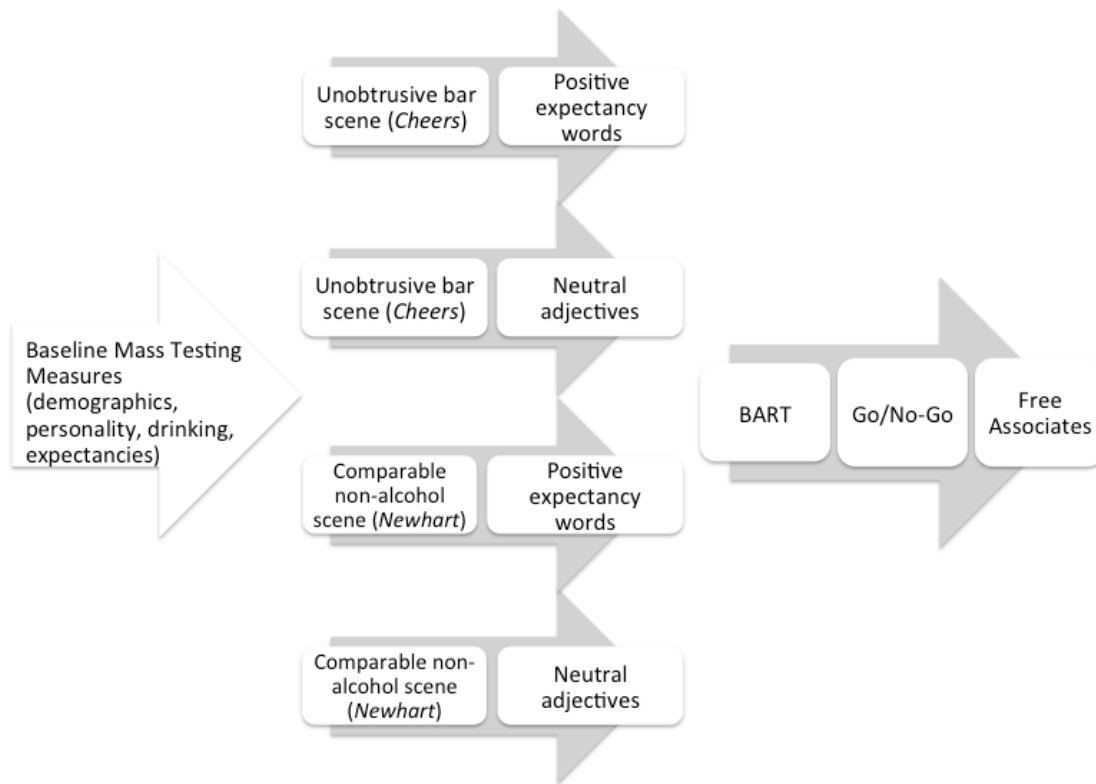 Baseline Mass Testing
Measures
(demographics,
personality, drinking,
expectancies)
Unobtrusive bar
scene (Cheers)
Positive
expectancy
words
Unobtrusive bar
scene (Cheers)
Neutral
adjectives
Comparable
non-alcohol
scene (Newhart)
Positive
expectancy
words
Comparable non-
alcohol scene
(Newhart)
Neutral
adjectives
BART
Go/No-Go
Free
Associates